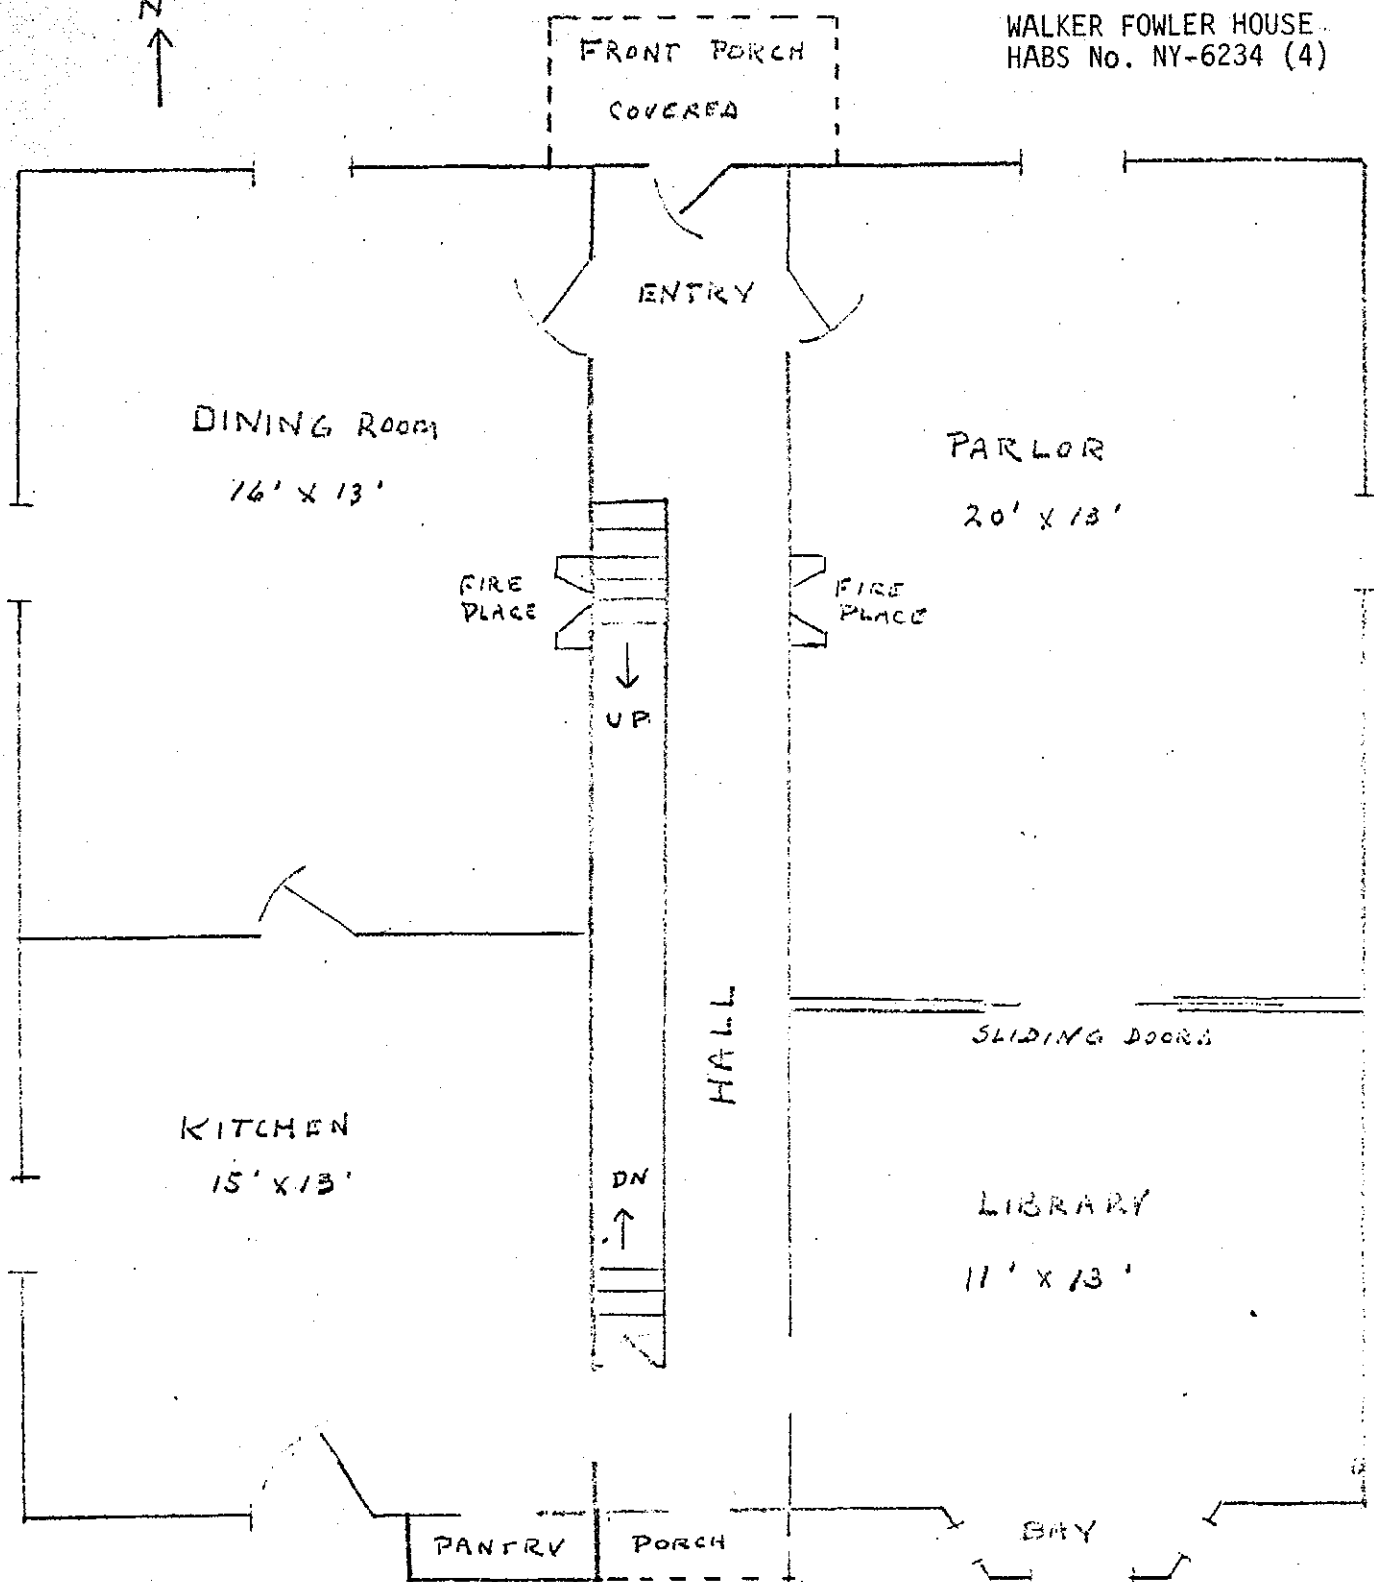 N
WALKER FOWLER HOUSE
HABS No. NY-6234 (4)
FRONT PORCH
COVERED
ENTRY
DINING ROOM
16' X 13'
PARLOR
20' X 13'
FIRE
PLACE
FIRE
PLACE
UP
HALL
SLIDING DOORS
KITCHEN
15' X 13'
DN
LIBRARY
11' X 13'
PANTRY
PORCH
BAY